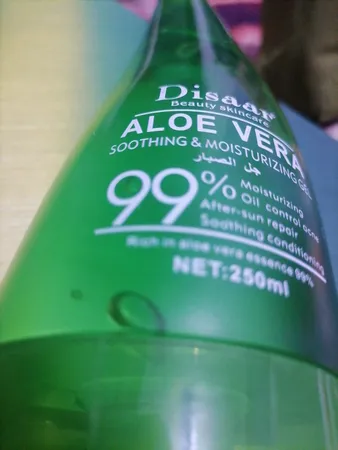 Disaar
Beauty skincare
ALOE VERA
SOOTHING & MOISTURIZING GEL
جل الصبار
99%
Moisturizing
Oil control acne
After-sun repair
Soothing conditioning
Rich in aloe vera essence 99%
NET:250ml